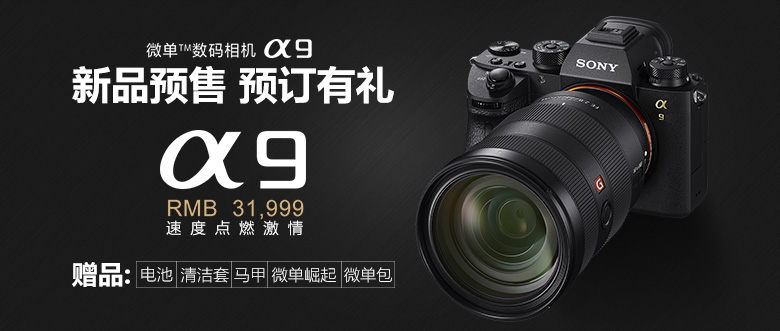 微单™数码相机 α9
新品预售 预订有礼
α9
RMB 31,999
速度点燃激情
赠品: 电池 清洁套 马甲 微单崛起 微单包
SONY
α
9
G